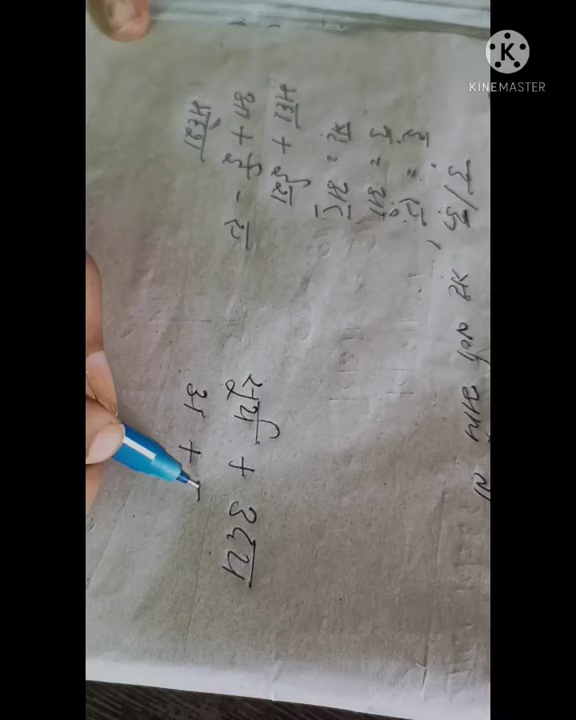 ऋ
= ए
उ = ओ
ऋ = अर्
महा + ईश
आ + ई - ए
महेश
सूर्य + उदय
अ +
KINEMASTER